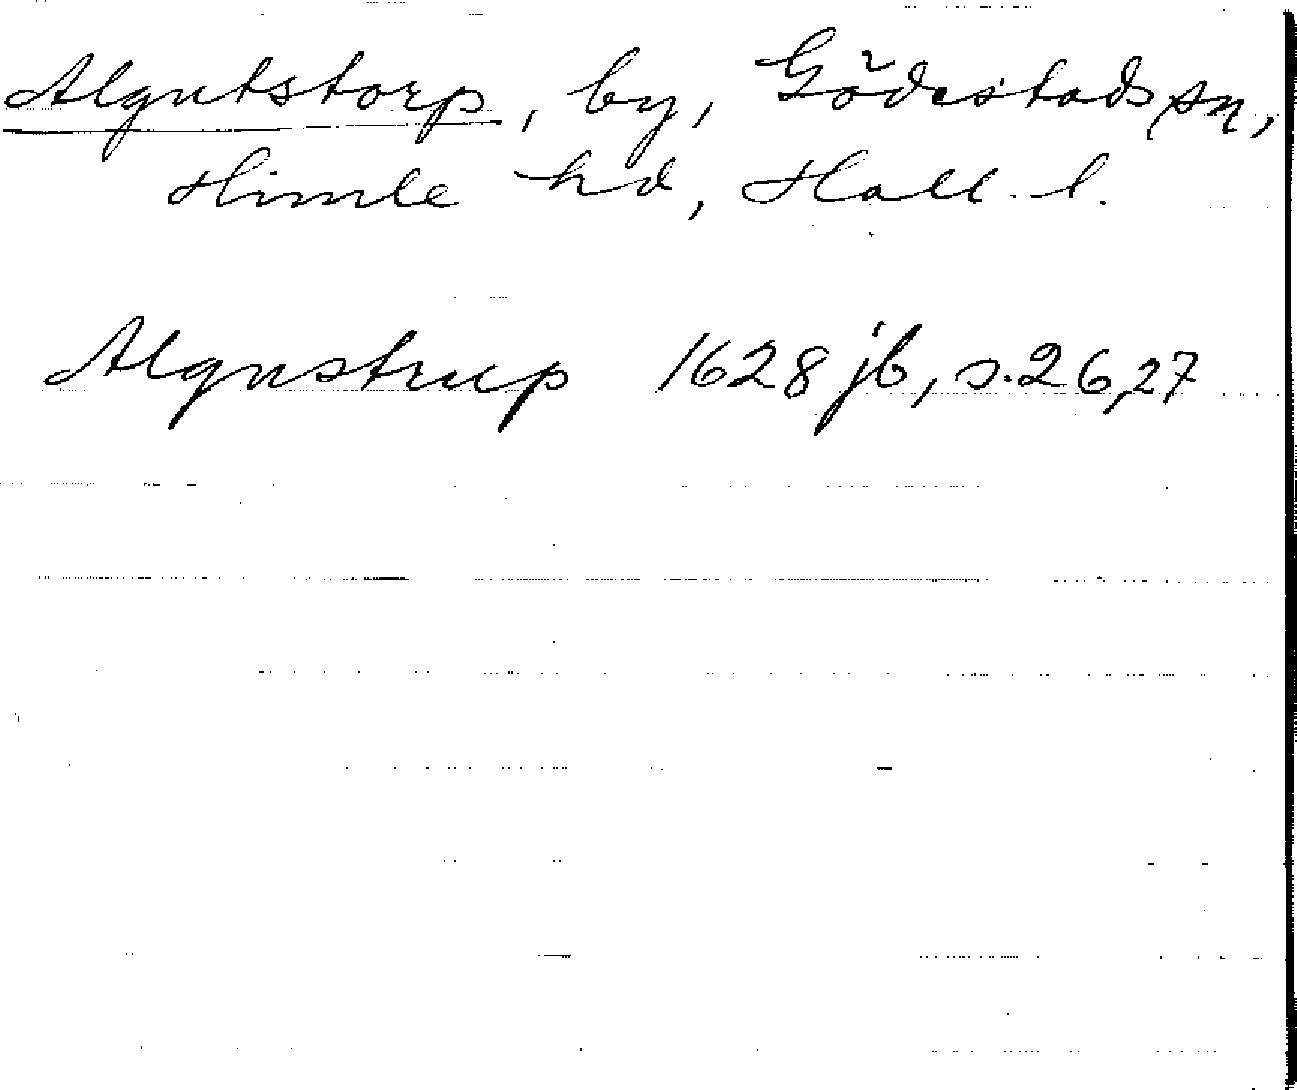 Algutstorp, by, Gödestads sn,
Himle hd, Hall. l.
Algustrup 1628 jb, s. 26, 27